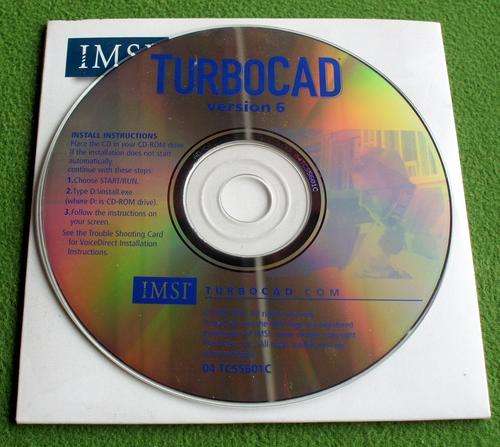 IMSI
TURBOCAD
version 6
INSTALL INSTRUCTIONS
Place the CD in your CD-ROM drive.
If the installation does not start
automatically
continue with these steps:
1.Choose START/RUN.
2.Type D:\install.exe
(where D: is CD-ROM drive).
3.Follow the instructions on
your screen.
See the Trouble Shooting Card
for VoiceDirect Installation
Instructions.
IMSI
TURBOCAD.COM
04 TC55601C